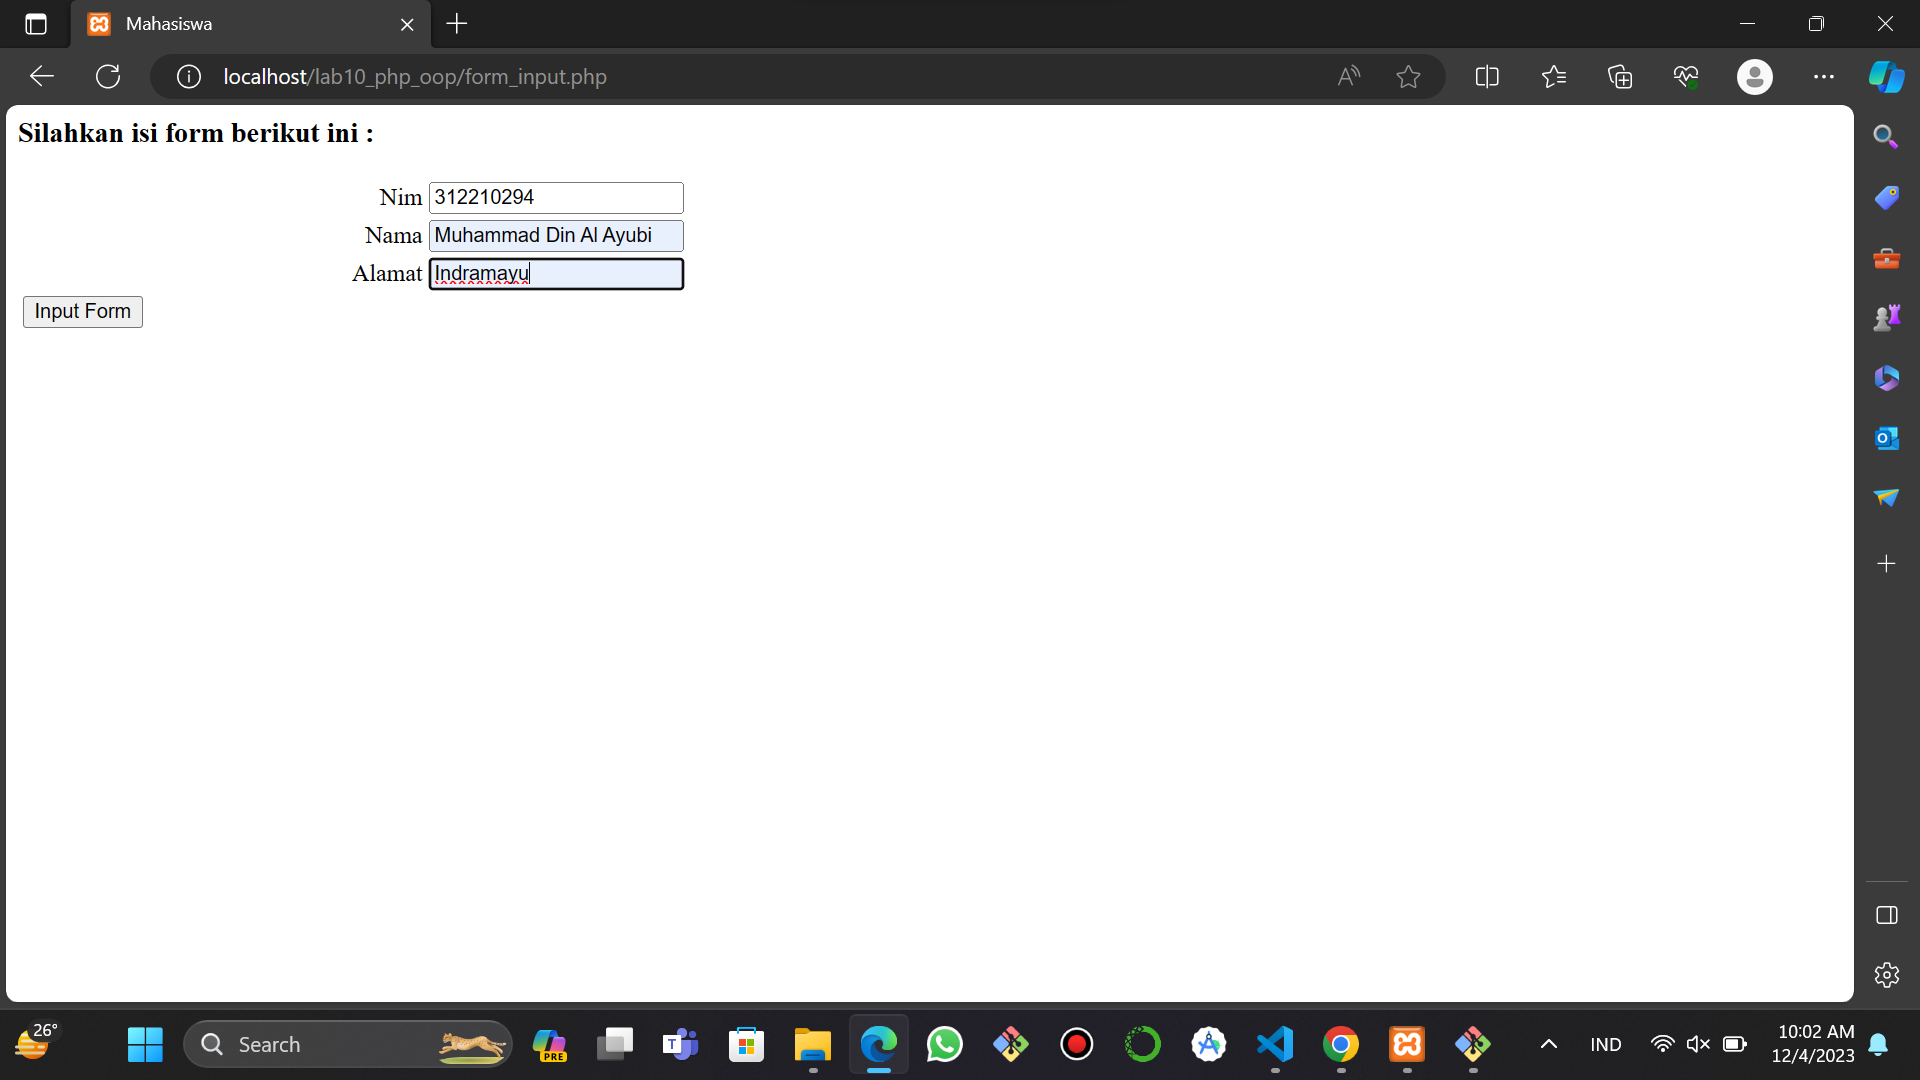 Mahasiswa
localhost/lab10_php_oop/form_input.php
Silahkan isi form berikut ini :
Nim 312210294
Nama Muhammad Din Al Ayubi
Alamat Indramayu
Input Form
26°
Search
PRE
IND
10:02 AM
12/4/2023